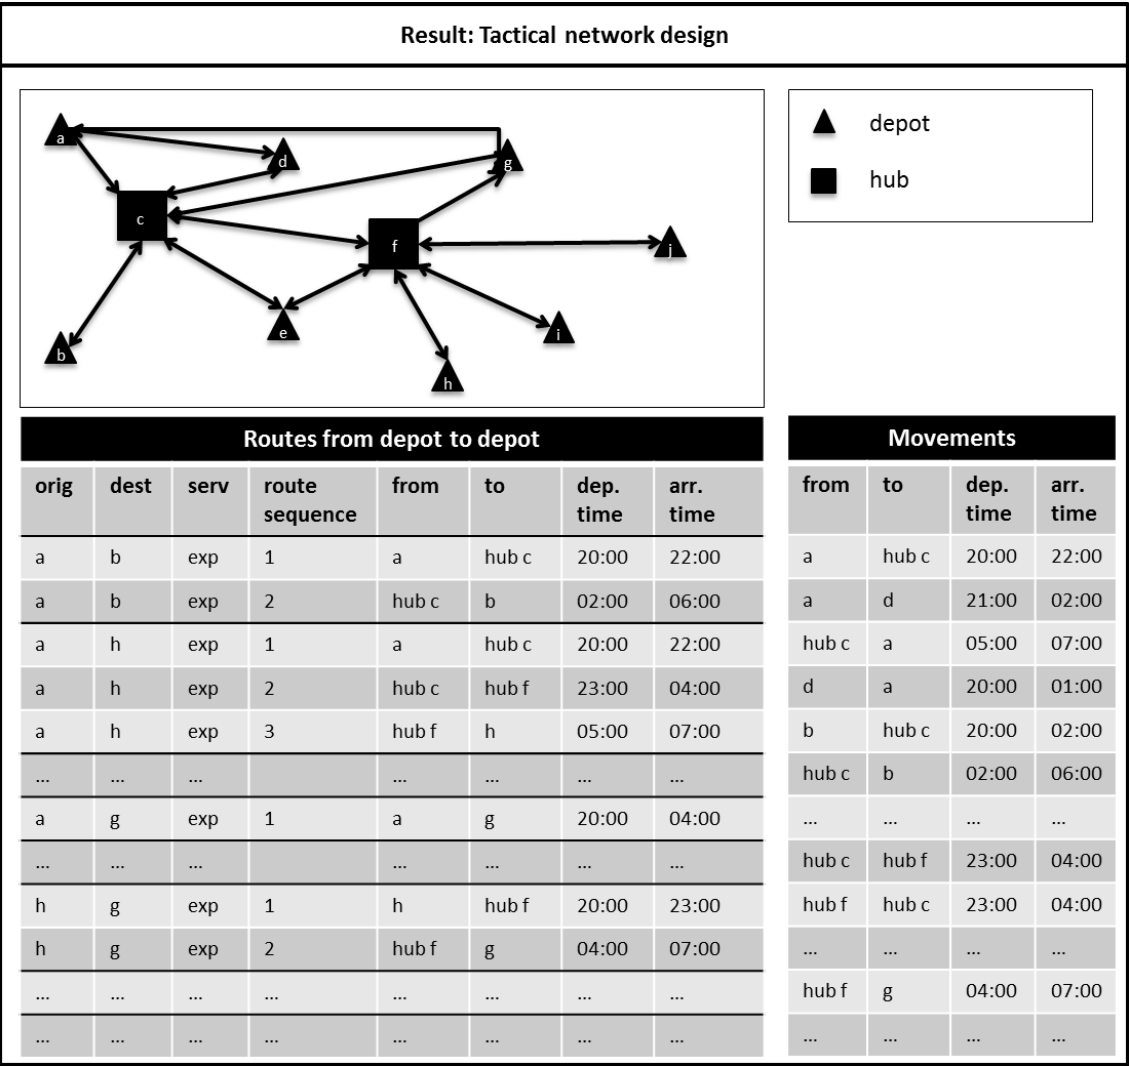 Result: Tactical network design
a
d
g
c
f
j
e
i
b
h
depot
hub
Routes from depot to depot
orig dest serv route sequence from to dep. time arr. time
a b exp 1 a hub c 20:00 22:00
a b exp 2 hub c b 02:00 06:00
a h exp 1 a hub c 20:00 22:00
a h exp 2 hub c hub f 23:00 04:00
a h exp 3 hub f h 05:00 07:00
... ... ... ... ... ... ...
a g exp 1 a g 20:00 04:00
... ... ... ... ... ... ...
h g exp 1 h hub f 20:00 23:00
h g exp 2 hub f g 04:00 07:00
... ... ... ... ... ... ... ...
... ... ... ... ... ... ... ...
Movements
from to dep. time arr. time
a hub c 20:00 22:00
a d 21:00 02:00
hub c a 05:00 07:00
d a 20:00 01:00
b hub c 20:00 02:00
hub c b 02:00 06:00
... ... ... ...
hub c hub f 23:00 04:00
hub f hub c 23:00 04:00
... ... ... ...
hub f g 04:00 07:00
... ... ... ...